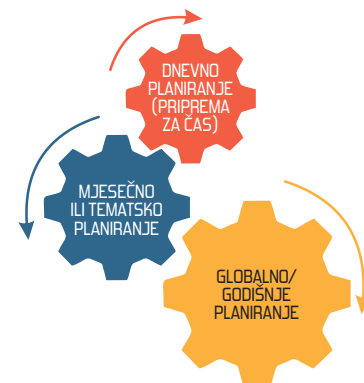 DNEVNO
PLANIRANJE
(PRIPREMA
ZA ČAS)
MJESEČNO
ILI TEMATSKO
PLANIRANJE
GLOBALNO/
GODIŠNJE
PLANIRANJE